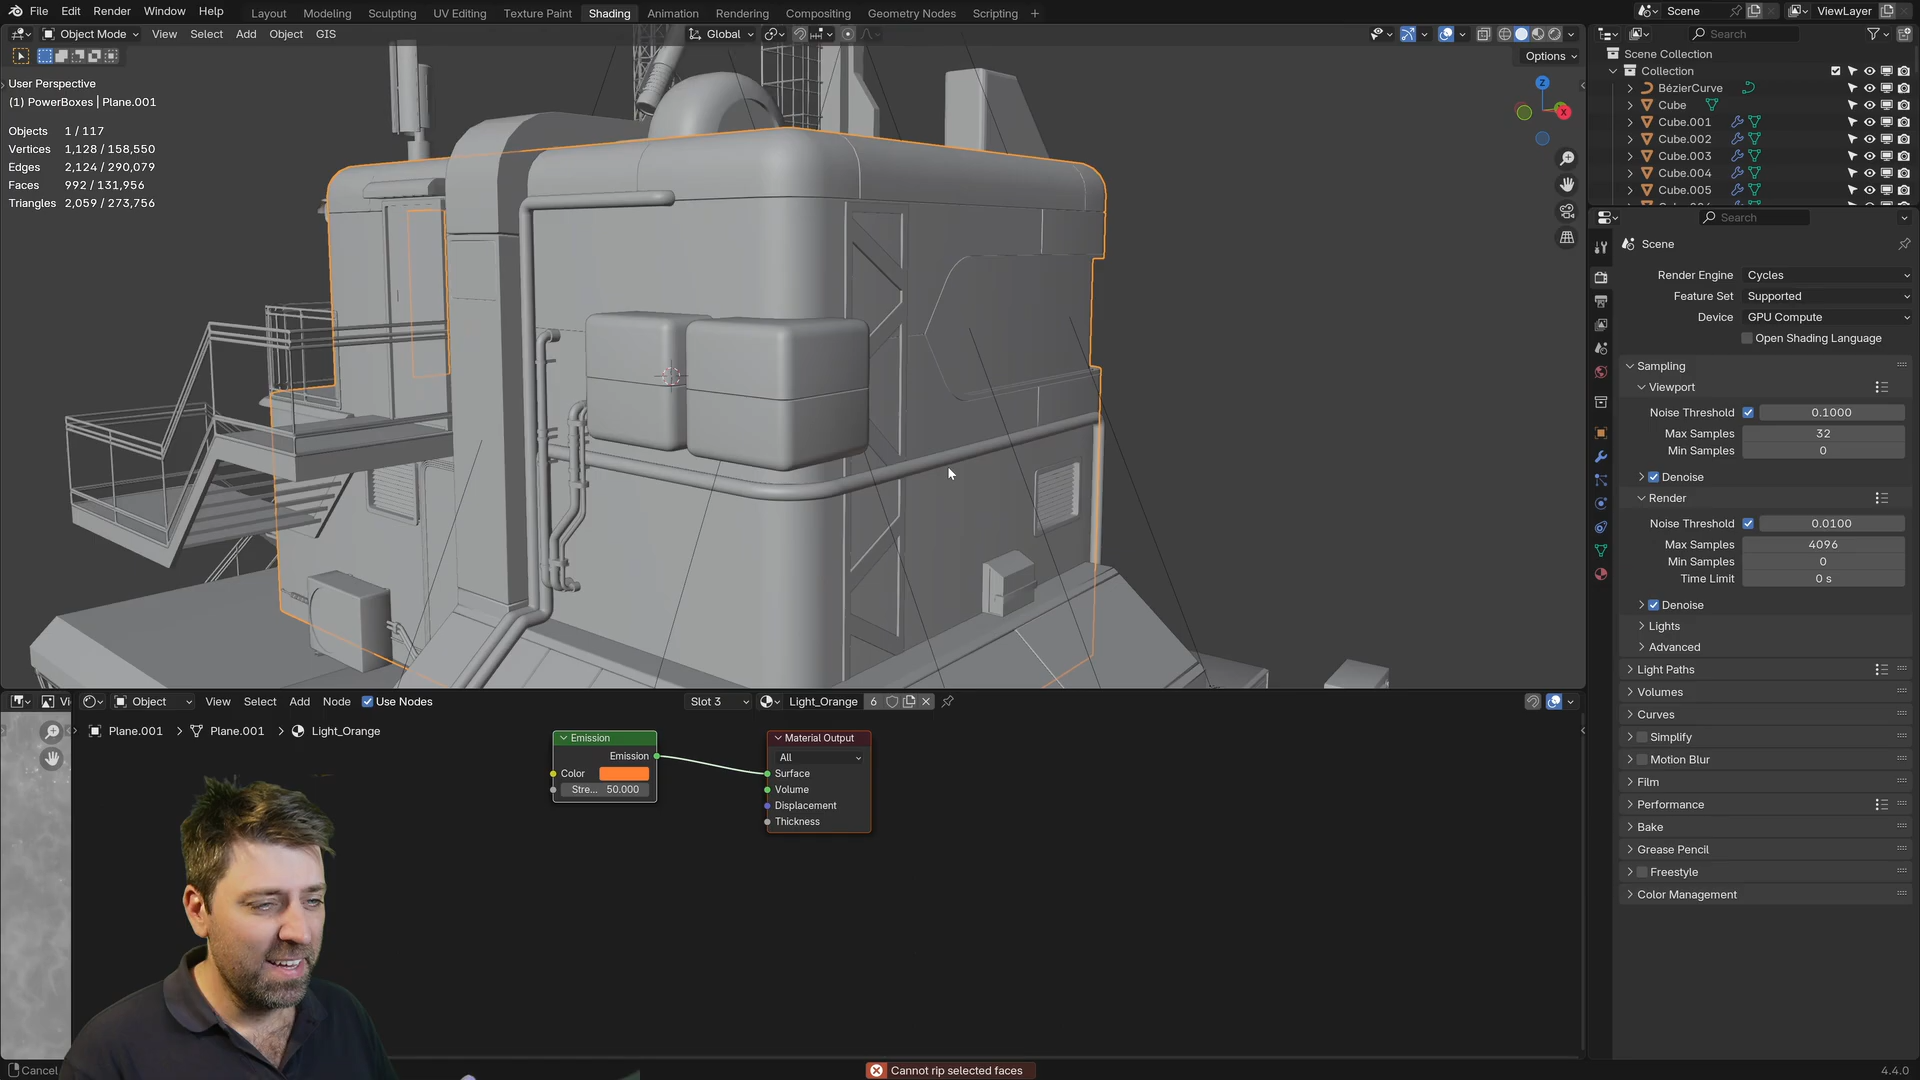 File Edit Render Window Help Layout Modeling Sculpting UV Editing Texture Paint Shading Animation Rendering Compositing Geometry Nodes Scripting + Scene ViewLayer
Object Mode View Select Add Object GIS Global Search
Options
Scene Collection
Collection
BézierCurve
Cube
Cube.001
Cube.002
Cube.003
Cube.004
Cube.005
User Perspective
(1) PowerBoxes | Plane.001
Objects 1 / 117
Vertices 1,128 / 158,550
Edges 2,124 / 290,079
Faces 992 / 131,956
Triangles 2,059 / 273,756
Z
X
Search
Scene
Render Engine Cycles
Feature Set Supported
Device GPU Compute
Open Shading Language
Sampling
Viewport
Noise Threshold 0.1000
Max Samples 32
Min Samples 0
Denoise
Render
Noise Threshold 0.0100
Max Samples 4096
Min Samples 0
Time Limit 0 s
Denoise
Lights
Advanced
Light Paths
Volumes
Curves
Simplify
Motion Blur
Film
Performance
Bake
Grease Pencil
Freestyle
Color Management
Vi Object View Select Add Node Use Nodes Slot 3 Light_Orange 6
Plane.001 Plane.001 Light_Orange
Emission
Emission
Color
Stre... 50.000
Material Output
All
Surface
Volume
Displacement
Thickness
Cancel
Cannot rip selected faces
4.4.0